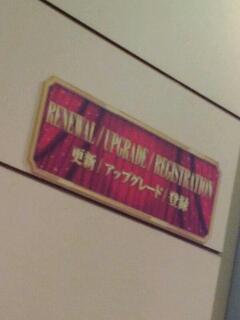 RENEWAL / UPGRADE / REGISTRATION
更新 / アップグレード / 登録